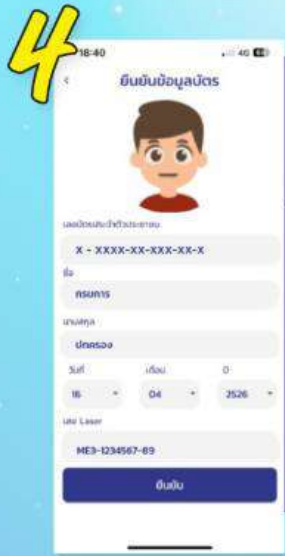 4
18:40
4G
ยืนยันข้อมูลบัตร
เลขบัตรประจำตัวประชาชน
X - XXXX-XX-XXX-XX-X
ชื่อ
กรมการ
นามสกุล
ปกครอง
วันที่ เดือน ปี
16 04 2526
เลข Laser
ME3-1234567-89
ยืนยัน